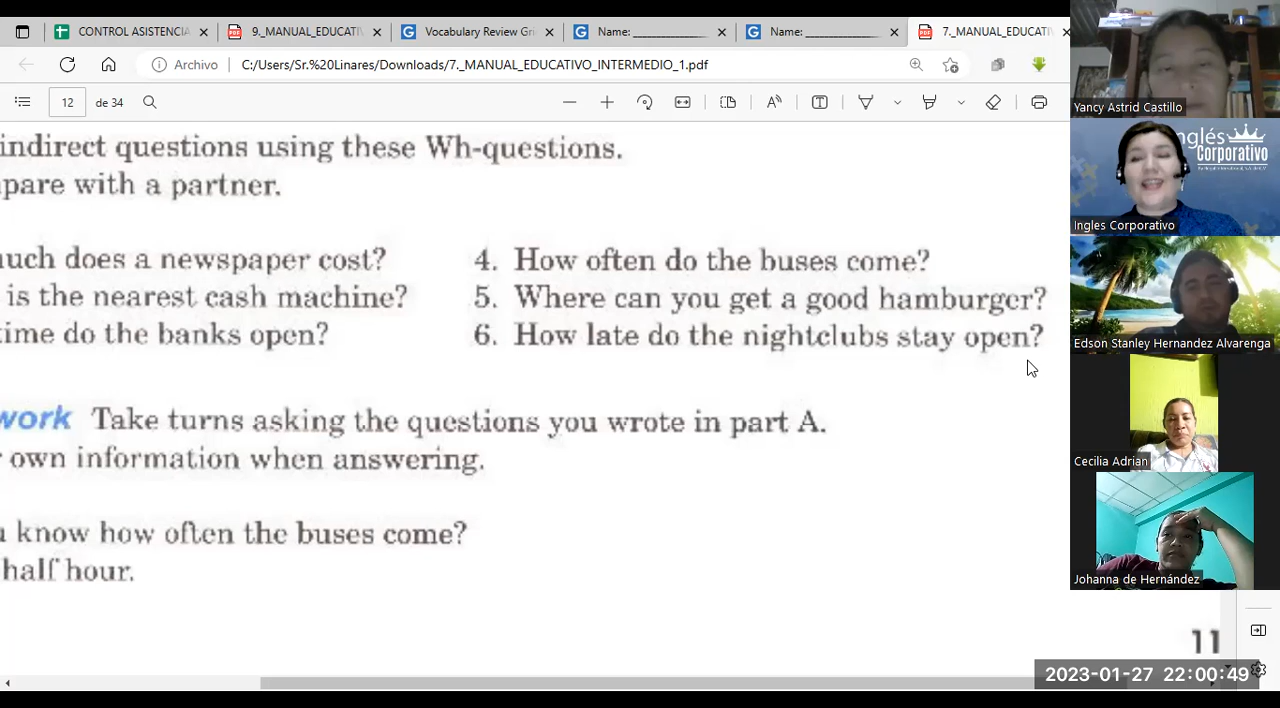 CONTROL ASISTENCIA
9._MANUAL_EDUCATI
Vocabulary Review Gri
Name: ____________
Name: ____________
7._MANUAL_EDUCATI
Archivo
C:/Users/Sr.%20Linares/Downloads/7._MANUAL_EDUCATIVO_INTERMEDIO_1.pdf
12
de 34
indirect questions using these Wh-questions.
pare with a partner.
uch does a newspaper cost?
is the nearest cash machine?
ime do the banks open?
4. How often do the buses come?
5. Where can you get a good hamburger?
6. How late do the nightclubs stay open?
work Take turns asking the questions you wrote in part A.
own information when answering.
know how often the buses come?
half hour.
11
Yancy Astrid Castillo
nglés
Corporativo
Ingles Corporativo
Edson Stanley Hernandez Alvarenga
Cecilia Adrian
Johanna de Hernández
2023-01-27 22:00:49